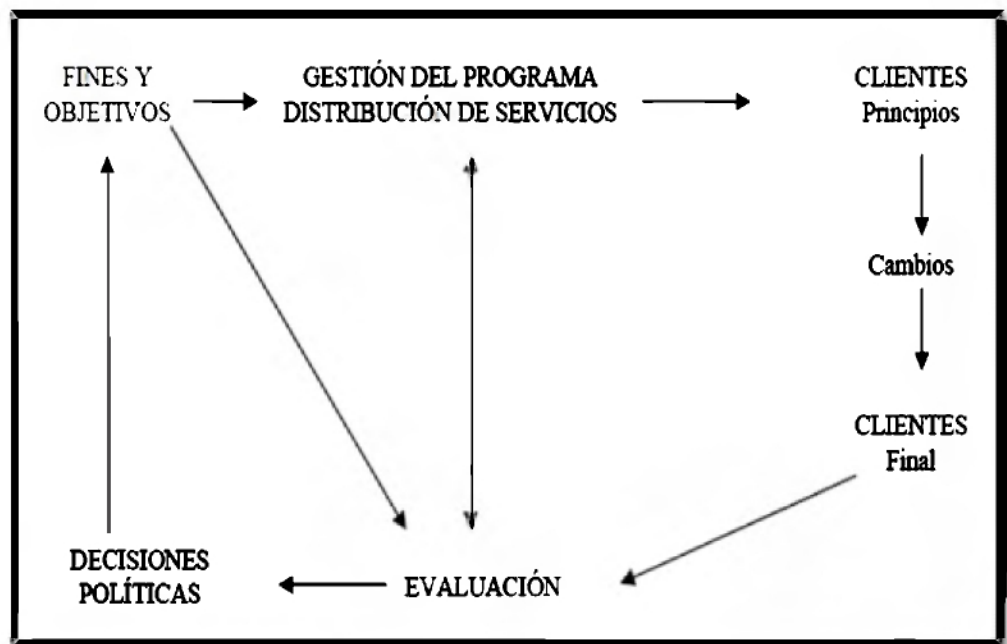 FINES Y
OBJETIVOS
GESTIÓN DEL PROGRAMA
DISTRIBUCIÓN DE SERVICIOS
CLIENTES
Principios
Cambios
CLIENTES
Final
DECISIONES
POLÍTICAS
EVALUACIÓN